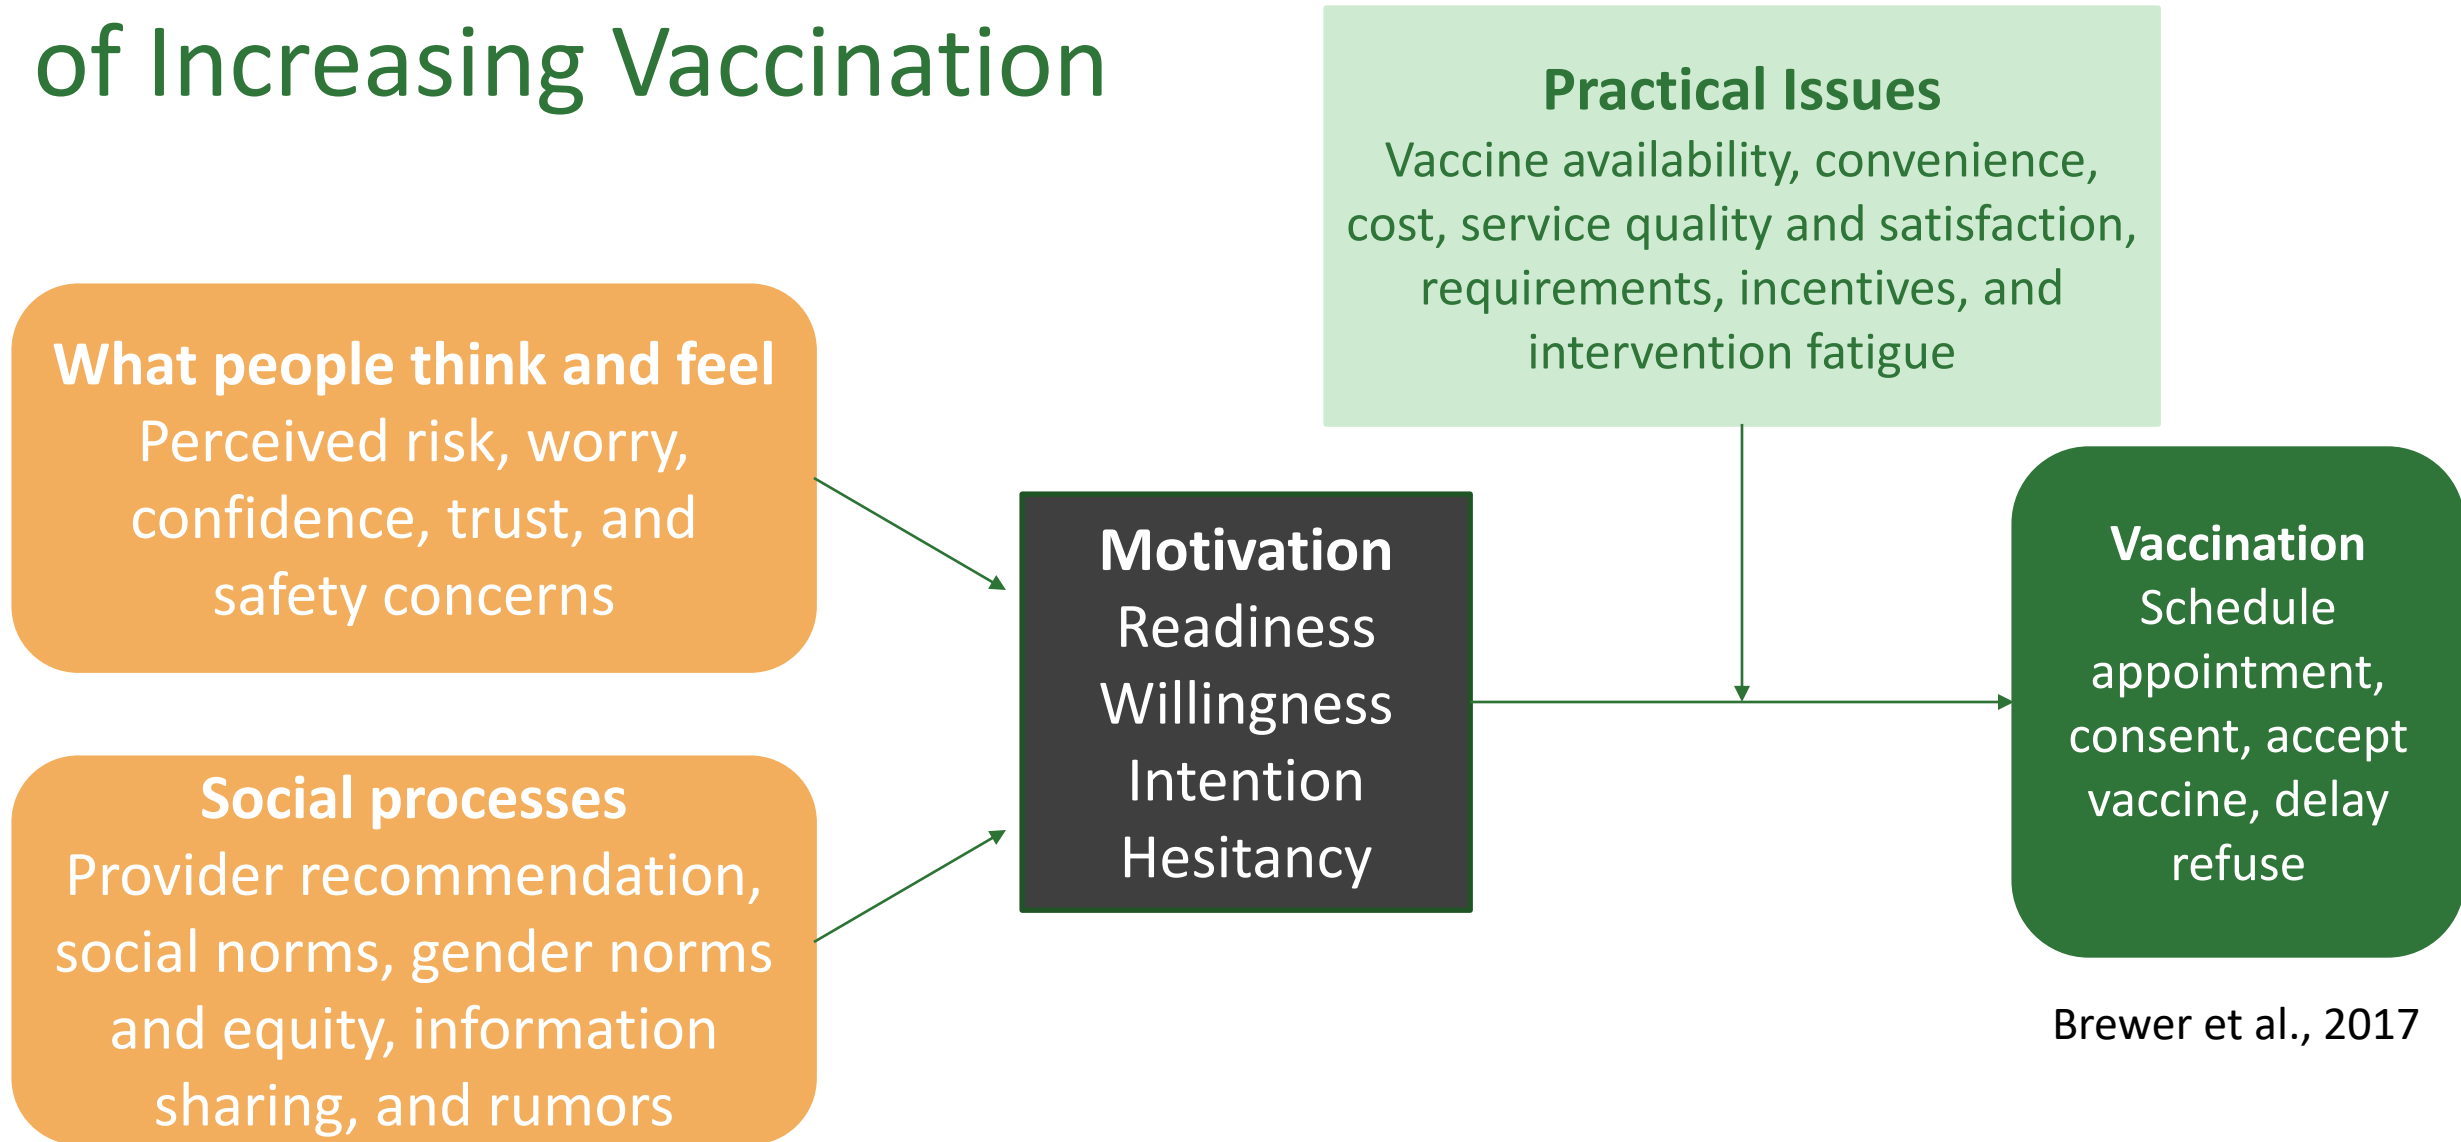 of Increasing Vaccination
Practical Issues
Vaccine availability, convenience,
cost, service quality and satisfaction,
requirements, incentives, and
intervention fatigue
What people think and feel
Perceived risk, worry,
confidence, trust, and
safety concerns
Motivation
Readiness
Willingness
Intention
Hesitancy
Vaccination
Schedule
appointment,
consent, accept
vaccine, delay
refuse
Social processes
Provider recommendation,
social norms, gender norms
and equity, information
sharing, and rumors
Brewer et al., 2017